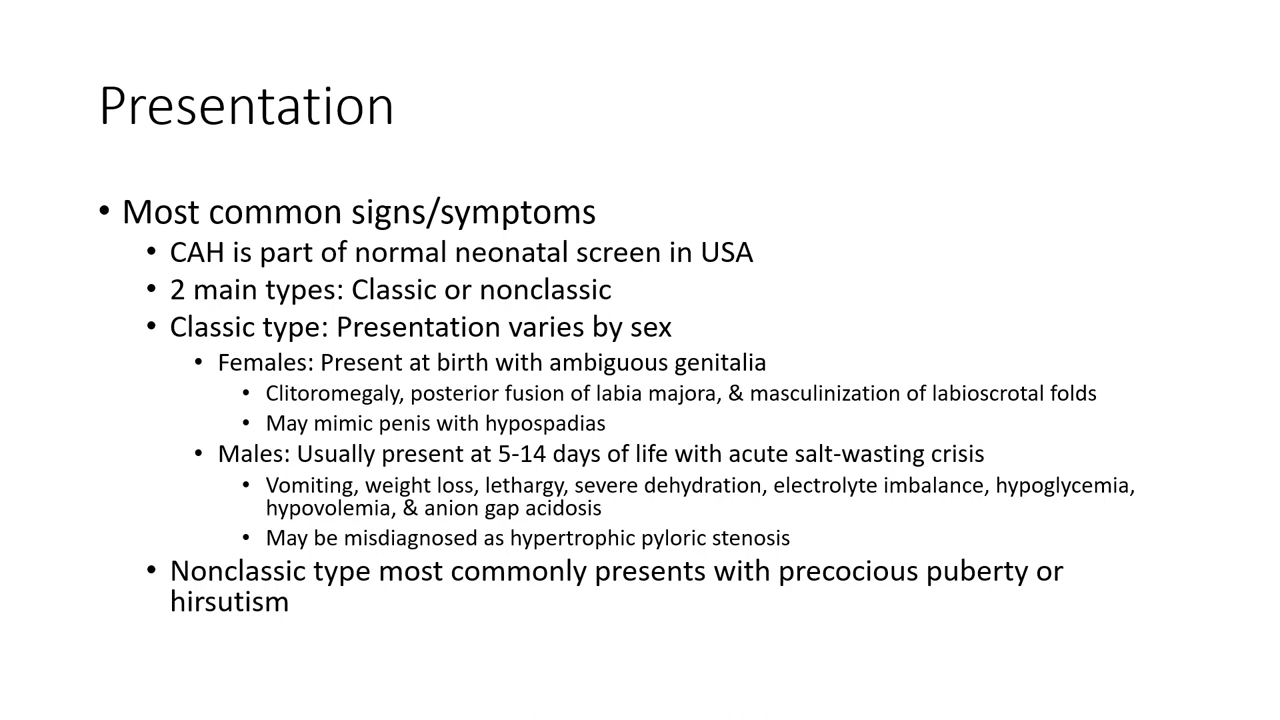 Presentation
• Most common signs/symptoms
• CAH is part of normal neonatal screen in USA
• 2 main types: Classic or nonclassic
• Classic type: Presentation varies by sex
• Females: Present at birth with ambiguous genitalia
• Clitoromegaly, posterior fusion of labia majora, & masculinization of labioscrotal folds
• May mimic penis with hypospadias
• Males: Usually present at 5-14 days of life with acute salt-wasting crisis
• Vomiting, weight loss, lethargy, severe dehydration, electrolyte imbalance, hypoglycemia,
hypovolemia, & anion gap acidosis
• May be misdiagnosed as hypertrophic pyloric stenosis
• Nonclassic type most commonly presents with precocious puberty or
hirsutism